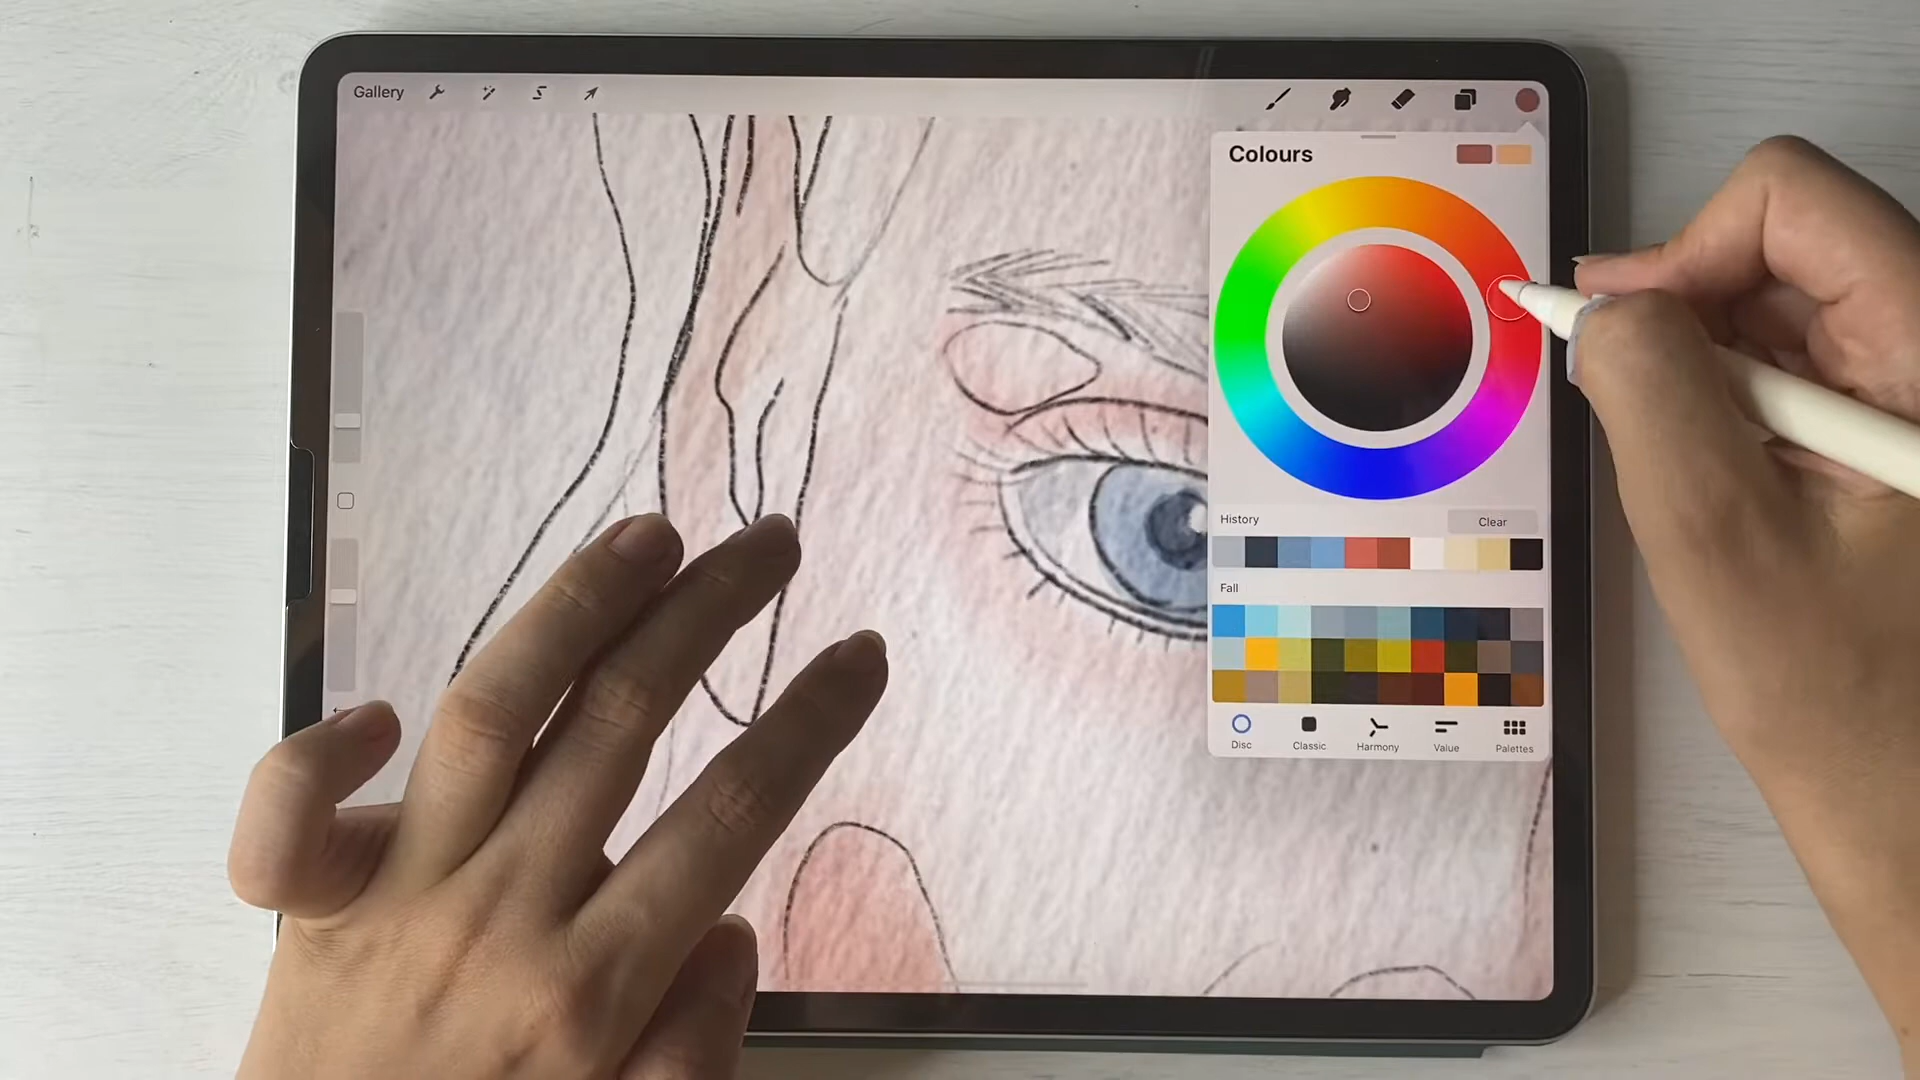 Gallery
Colours
History
Clear
Fall
Disc
Classic
Harmony
Value
Palettes